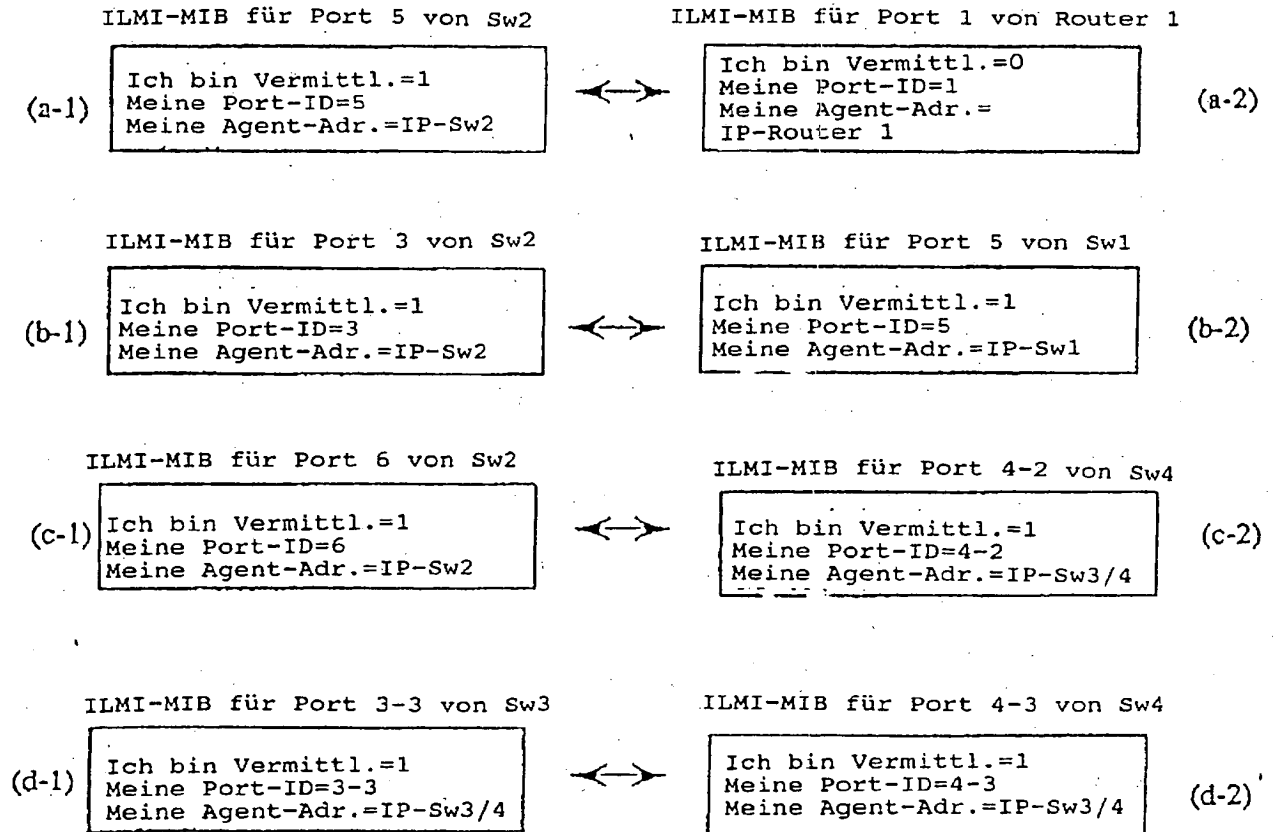 ILMI-MIB für Port 5 von Sw2
ILMI-MIB für Port 1 von Router 1
(a-1)
Ich bin Vermittl.=1
Meine Port-ID=5
Meine Agent-Adr.=IP-Sw2
Ich bin Vermittl.=0
Meine Port-ID=1
Meine Agent-Adr.=
IP-Router 1
(a-2)
ILMI-MIB für Port 3 von Sw2
ILMI-MIB für Port 5 von Sw1
(b-1)
Ich bin Vermittl.=1
Meine Port-ID=3
Meine Agent-Adr.=IP-Sw2
Ich bin Vermittl.=1
Meine Port-ID=5
Meine Agent-Adr.=IP-Sw1
(b-2)
ILMI-MIB für Port 6 von Sw2
ILMI-MIB für Port 4-2 von Sw4
(c-1)
Ich bin Vermittl.=1
Meine Port-ID=6
Meine Agent-Adr.=IP-Sw2
Ich bin Vermittl.=1
Meine Port-ID=4-2
Meine Agent-Adr.=IP-Sw3/4
(c-2)
ILMI-MIB für Port 3-3 von Sw3
ILMI-MIB für Port 4-3 von Sw4
(d-1)
Ich bin Vermittl.=1
Meine Port-ID=3-3
Meine Agent-Adr.=IP-Sw3/4
Ich bin Vermittl.=1
Meine Port-ID=4-3
Meine Agent-Adr.=IP-Sw3/4
(d-2)